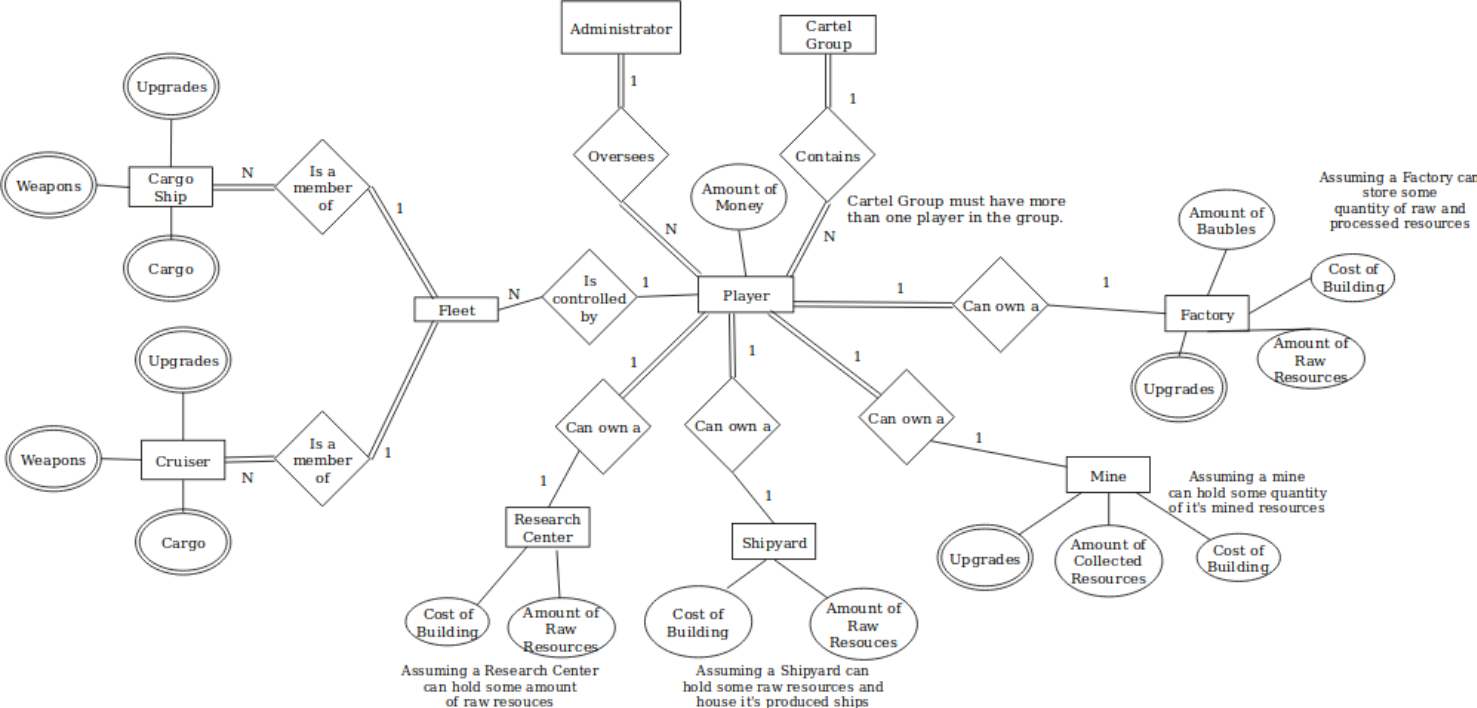 Administrator
Cartel
Group
1
1
Upgrades
Oversees
Contains
Weapons
Cargo
Ship
N
Is a
member
of
1
Cargo
Amount of
Money
N
N
Cartel Group must have more
than one player in the group.
Assuming a Factory can
store some
quantity of raw and
processed resources
Amount of
Baubles
Cost of
Building
Fleet
N
Is
controlled
by
1
Player
1
Can own a
1
Factory
Amount of
Raw
Resources
Upgrades
Upgrades
Weapons
Cruiser
N
Is a
member
of
1
Cargo
1
Can own a
1
Research
Center
Cost of
Building
Amount of
Raw
Resources
Assuming a Research Center
can hold some amount
of raw resouces
1
Can own a
1
Shipyard
Cost of
Building
Amount of
Raw
Resouces
Assuming a Shipyard can
hold some raw resources and
house it's produced ships
1
Can own a
1
Mine
Assuming a mine
can hold some quantity
of it's mined resources
Upgrades
Amount of
Collected
Resources
Cost of
Building